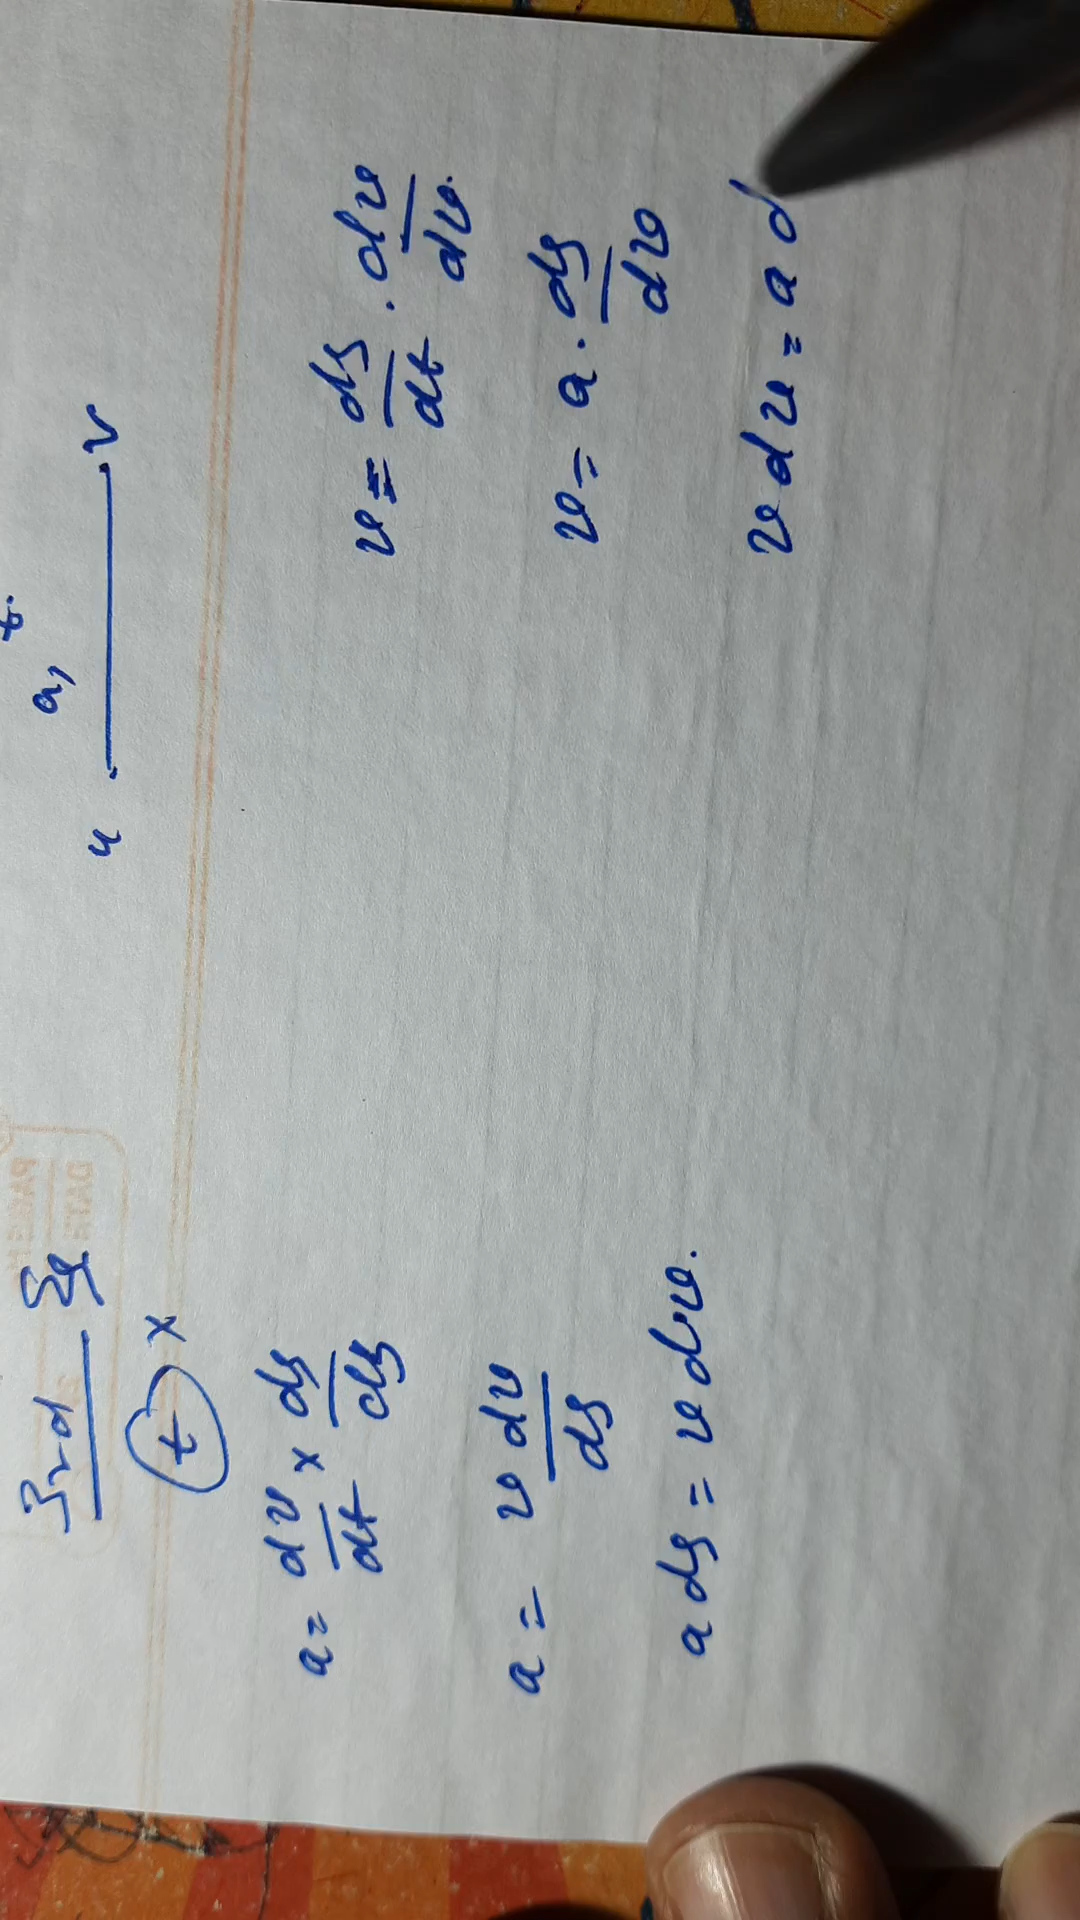 3rd Eq
u a, t. v
t x
a = dv/dt x ds/ds
a = v dv/ds
a ds = v dv.
v = ds/dt . dv/dv.
v = a . ds/dv
v dv = a d